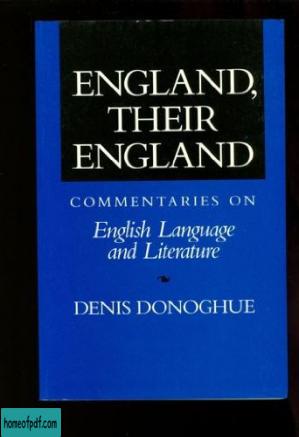 ENGLAND,
THEIR
ENGLAND
COMMENTARIES ON
English Language
and Literature
DENIS DONOGHUE
homeofpdf.com